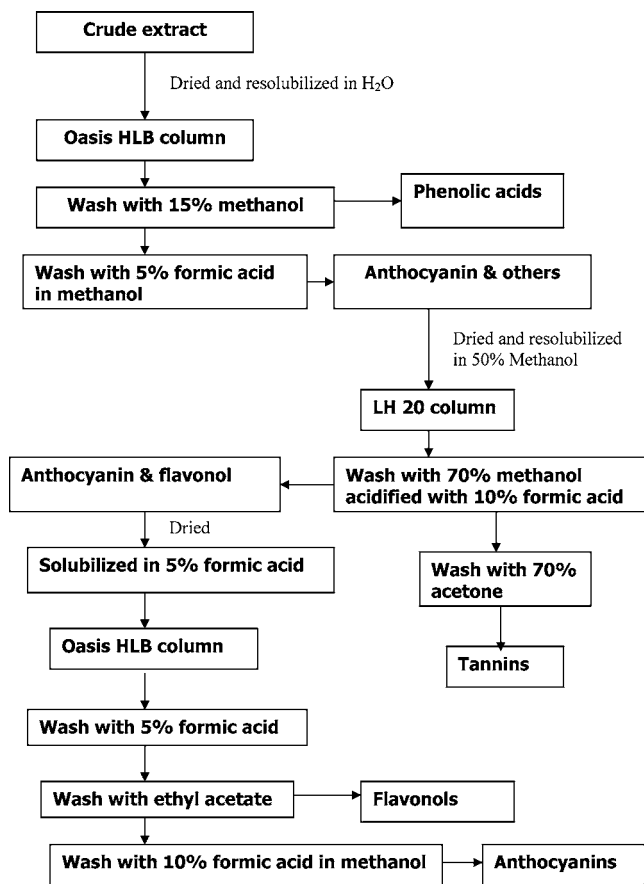 Crude extract
Dried and resolubilized in H₂O
Oasis HLB column
Wash with 15% methanol
Phenolic acids
Wash with 5% formic acid
in methanol
Anthocyanin & others
Dried and resolubilized
in 50% Methanol
LH 20 column
Anthocyanin & flavonol
Wash with 70% methanol
acidified with 10% formic acid
Dried
Solubilized in 5% formic acid
Wash with 70%
acetone
Oasis HLB column
Tannins
Wash with 5% formic acid
Wash with ethyl acetate
Flavonols
Wash with 10% formic acid in methanol
Anthocyanins